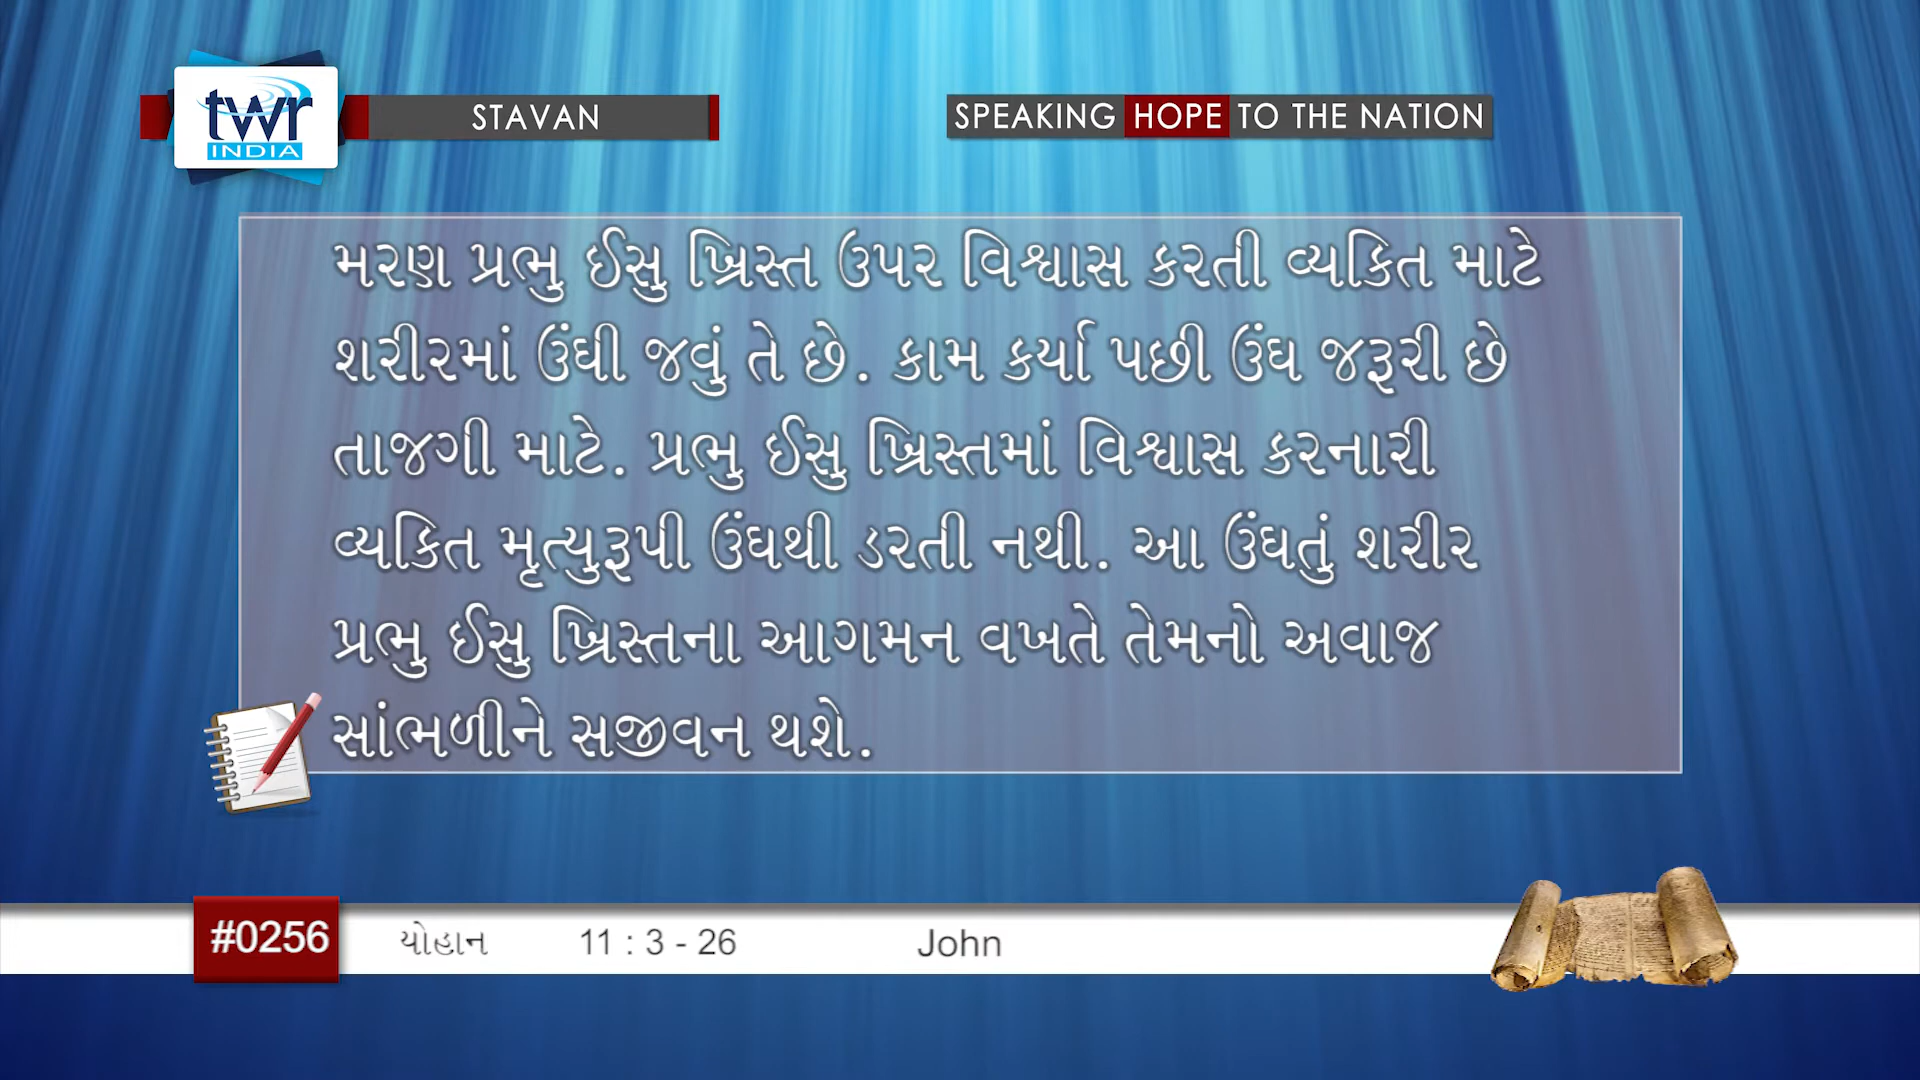 twr
INDIA
STAVAN
SPEAKING HOPE TO THE NATION
મરણ પ્રભુ ઈસુ ખ્રિસ્ત ઉપર વિશ્વાસ કરતી વ્યકિત માટે
શરીરમાં ઉંઘી જવું તે છે. કામ કર્યા પછી ઉંઘ જરૂરી છે
તાજગી માટે. પ્રભુ ઈસુ ખ્રિસ્તમાં વિશ્વાસ કરનારી
વ્યકિત મૃત્યુરૂપી ઉંઘથી ડરતી નથી. આ ઉંઘતું શરીર
પ્રભુ ઈસુ ખ્રિસ્તના આગમન વખતે તેમનો અવાજ
સાંભળીને સજીવન થશે.
#0256 યોહાન 11 : 3 - 26 John